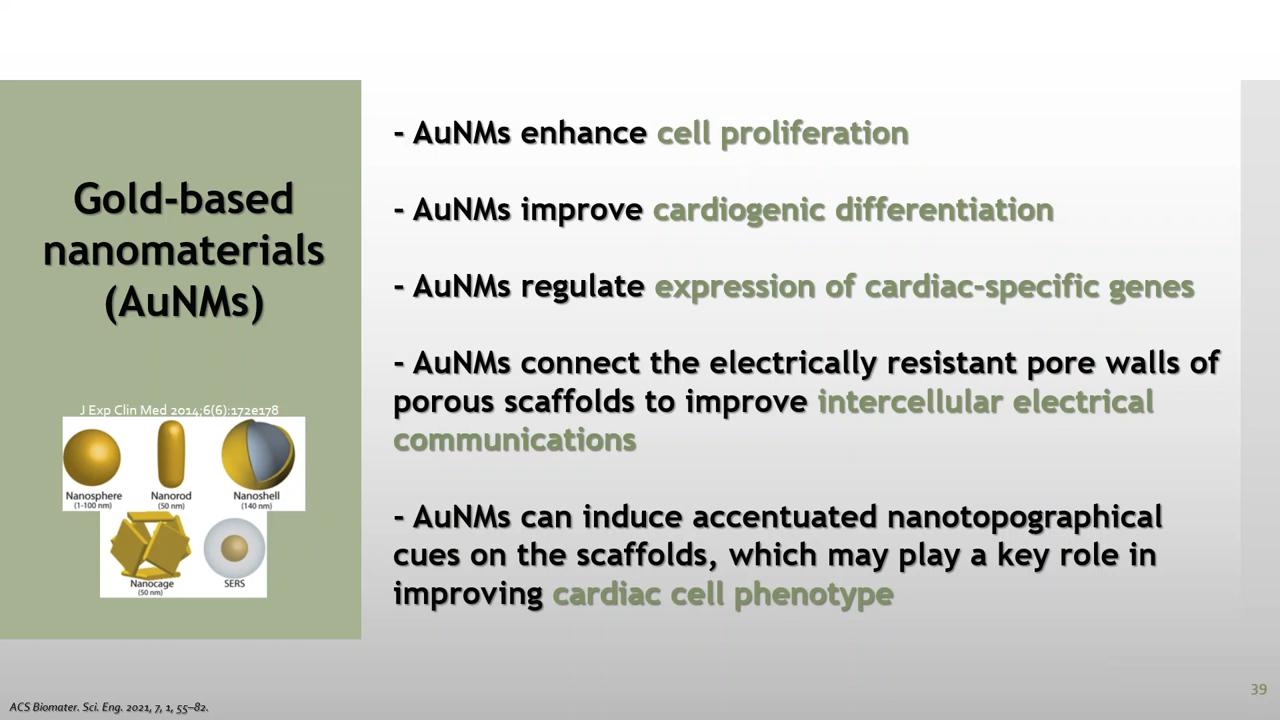 Gold-based
nanomaterials
(AuNMs)
J Exp Clin Med 2014;6(6):172e178
Nanosphere
(1-100 nm)
Nanorod
(50 nm)
Nanoshell
(140 nm)
Nanocage
(50 nm)
SERS
- AuNMs enhance cell proliferation
- AuNMs improve cardiogenic differentiation
- AuNMs regulate expression of cardiac-specific genes
- AuNMs connect the electrically resistant pore walls of
porous scaffolds to improve intercellular electrical
communications
- AuNMs can induce accentuated nanotopographical
cues on the scaffolds, which may play a key role in
improving cardiac cell phenotype
ACS Biomater. Sci. Eng. 2021, 7, 1, 55–82.
39